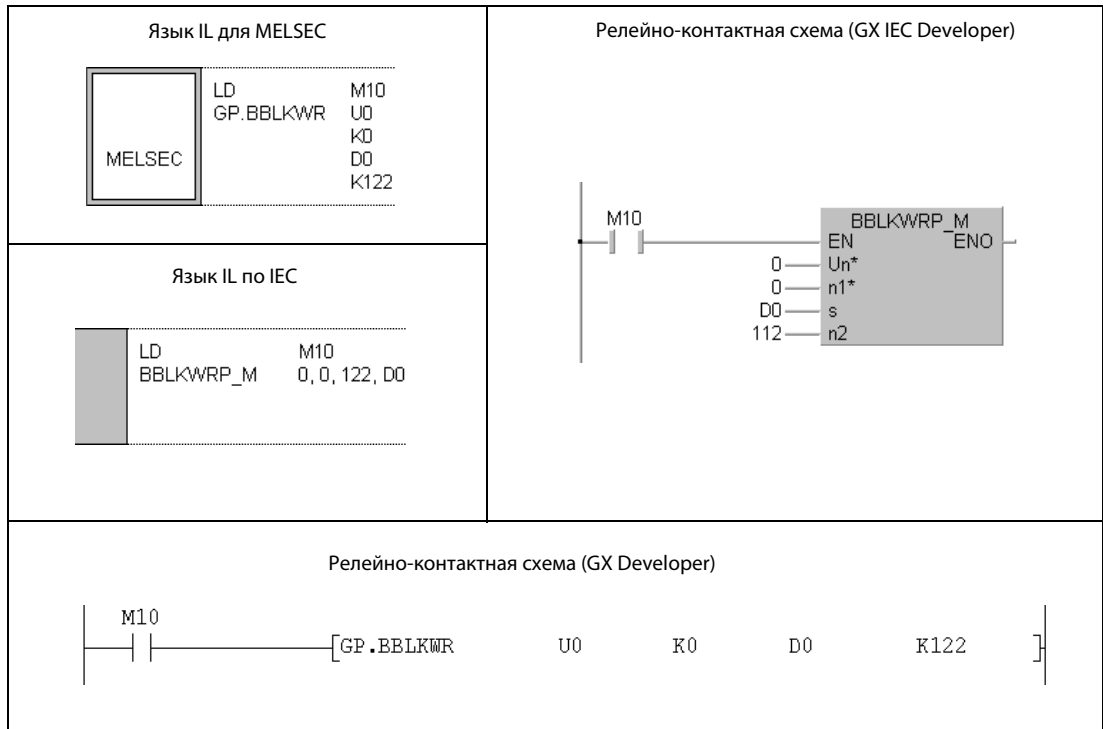 Язык IL для MELSEC
MELSEC
LD M10
GP.BBLKWR U0
K0
D0
K122
Язык IL по IEC
LD M10
BBLKWRP_M 0, 0, 122, D0
Релейно-контактная схема (GX IEC Developer)
M10
BBLKWRP_M
EN ENO
0 Un*
0 n1*
D0 s
112 n2
Релейно-контактная схема (GX Developer)
M10
[GP.BBLKWR U0 K0 D0 K122 ]